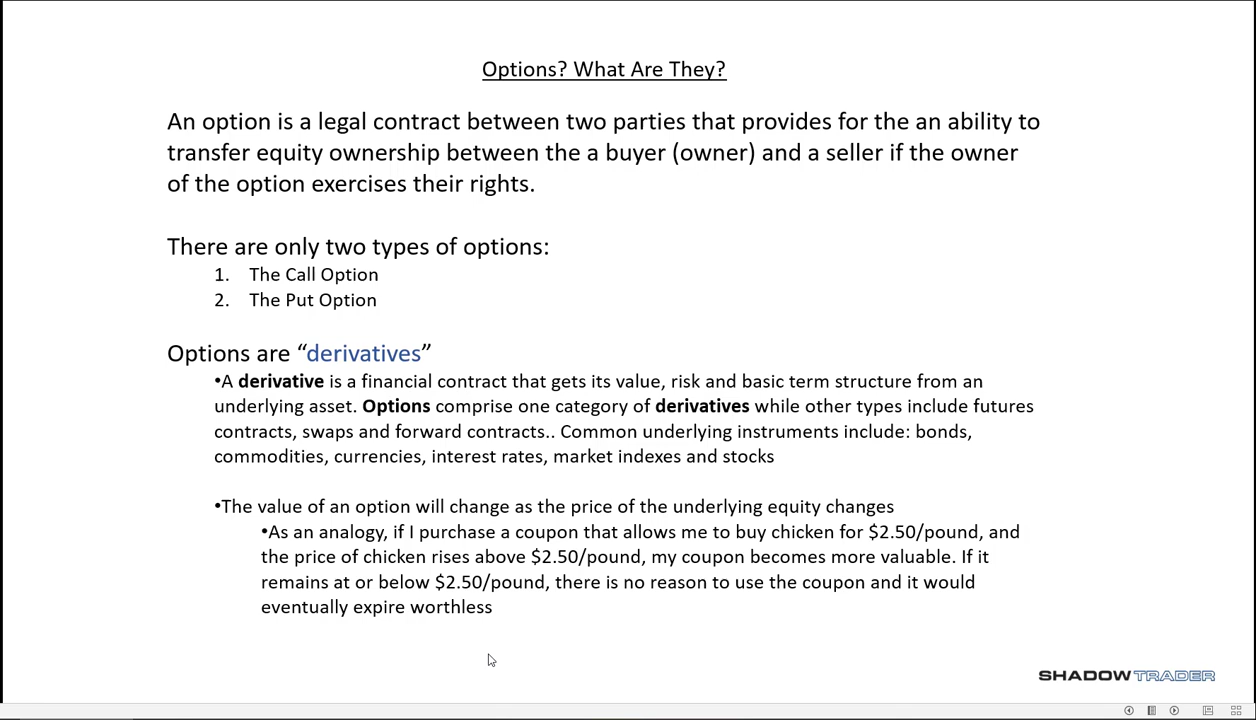 Options? What Are They?
An option is a legal contract between two parties that provides for the an ability to
transfer equity ownership between the a buyer (owner) and a seller if the owner
of the option exercises their rights.
There are only two types of options:
1. The Call Option
2. The Put Option
Options are “derivatives”
•A derivative is a financial contract that gets its value, risk and basic term structure from an
underlying asset. Options comprise one category of derivatives while other types include futures
contracts, swaps and forward contracts.. Common underlying instruments include: bonds,
commodities, currencies, interest rates, market indexes and stocks
•The value of an option will change as the price of the underlying equity changes
•As an analogy, if I purchase a coupon that allows me to buy chicken for $2.50/pound, and
the price of chicken rises above $2.50/pound, my coupon becomes more valuable. If it
remains at or below $2.50/pound, there is no reason to use the coupon and it would
eventually expire worthless
SHADOWTRADER